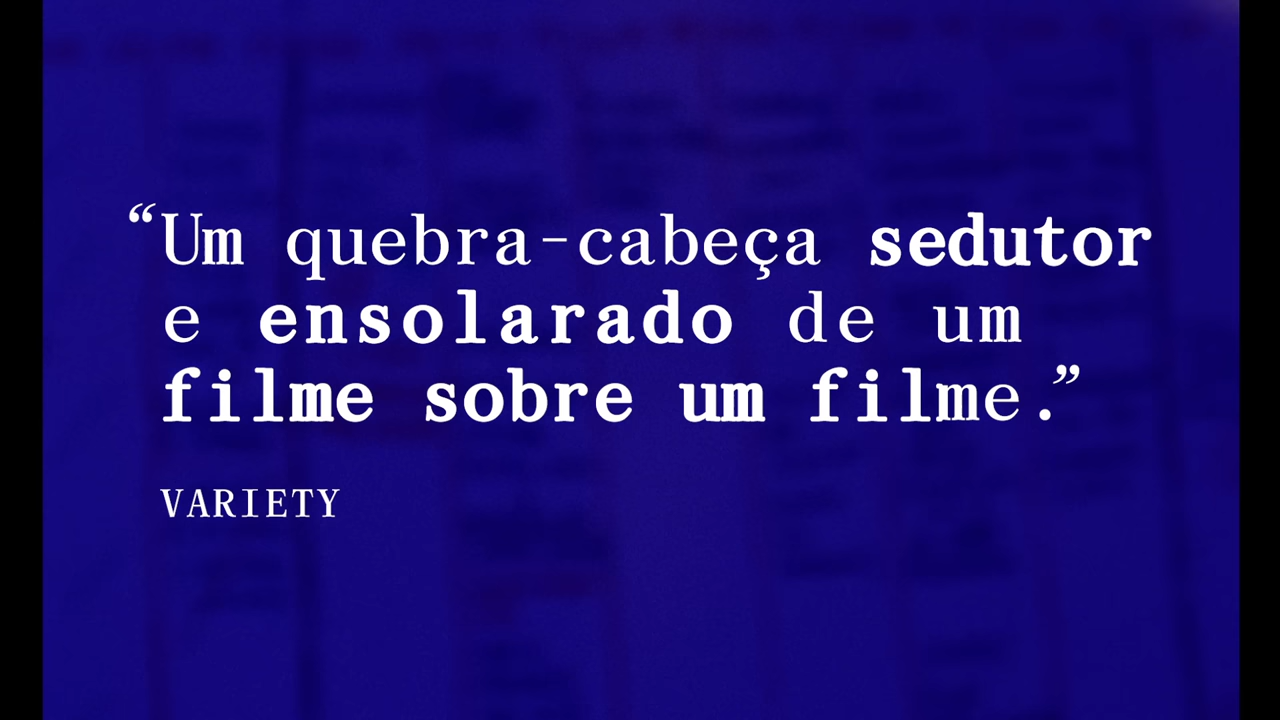 “Um quebra-cabeça sedutor
e ensolarado de um
filme sobre um filme.”
VARIETY